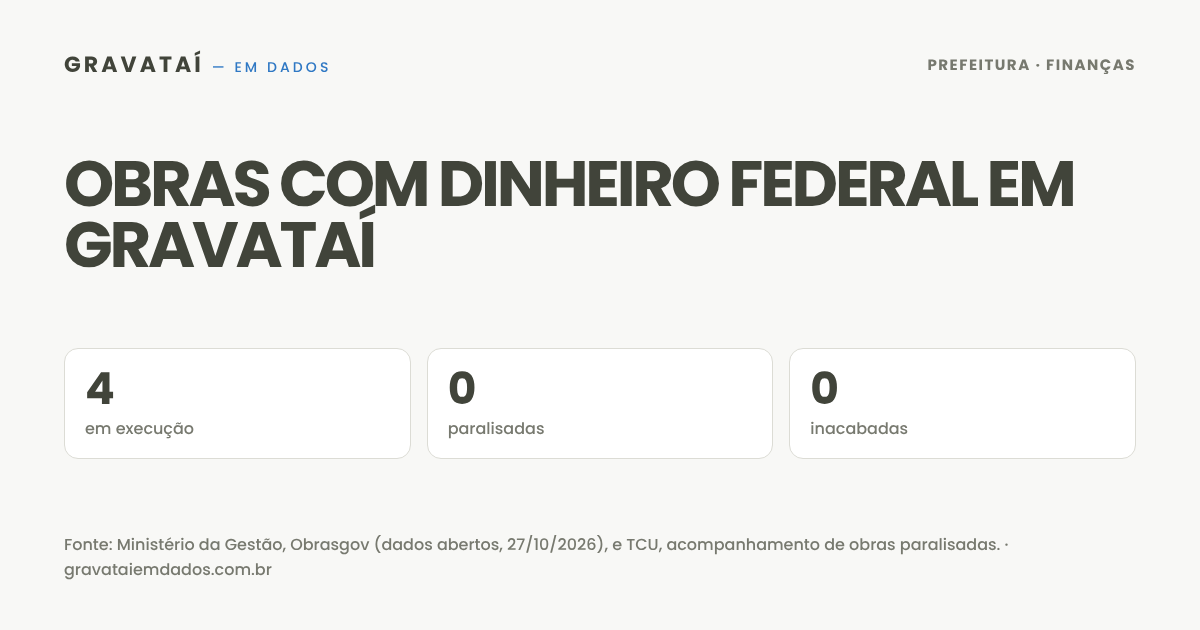 GRAVATAÍ — EM DADOS
PREFEITURA · FINANÇAS
OBRAS COM DINHEIRO FEDERAL EM
GRAVATAÍ
4
em execução
0
paralisadas
0
inacabadas
Fonte: Ministério da Gestão, Obrasgov (dados abertos, 27/10/2026), e TCU, acompanhamento de obras paralisadas. ·
gravataiemdados.com.br